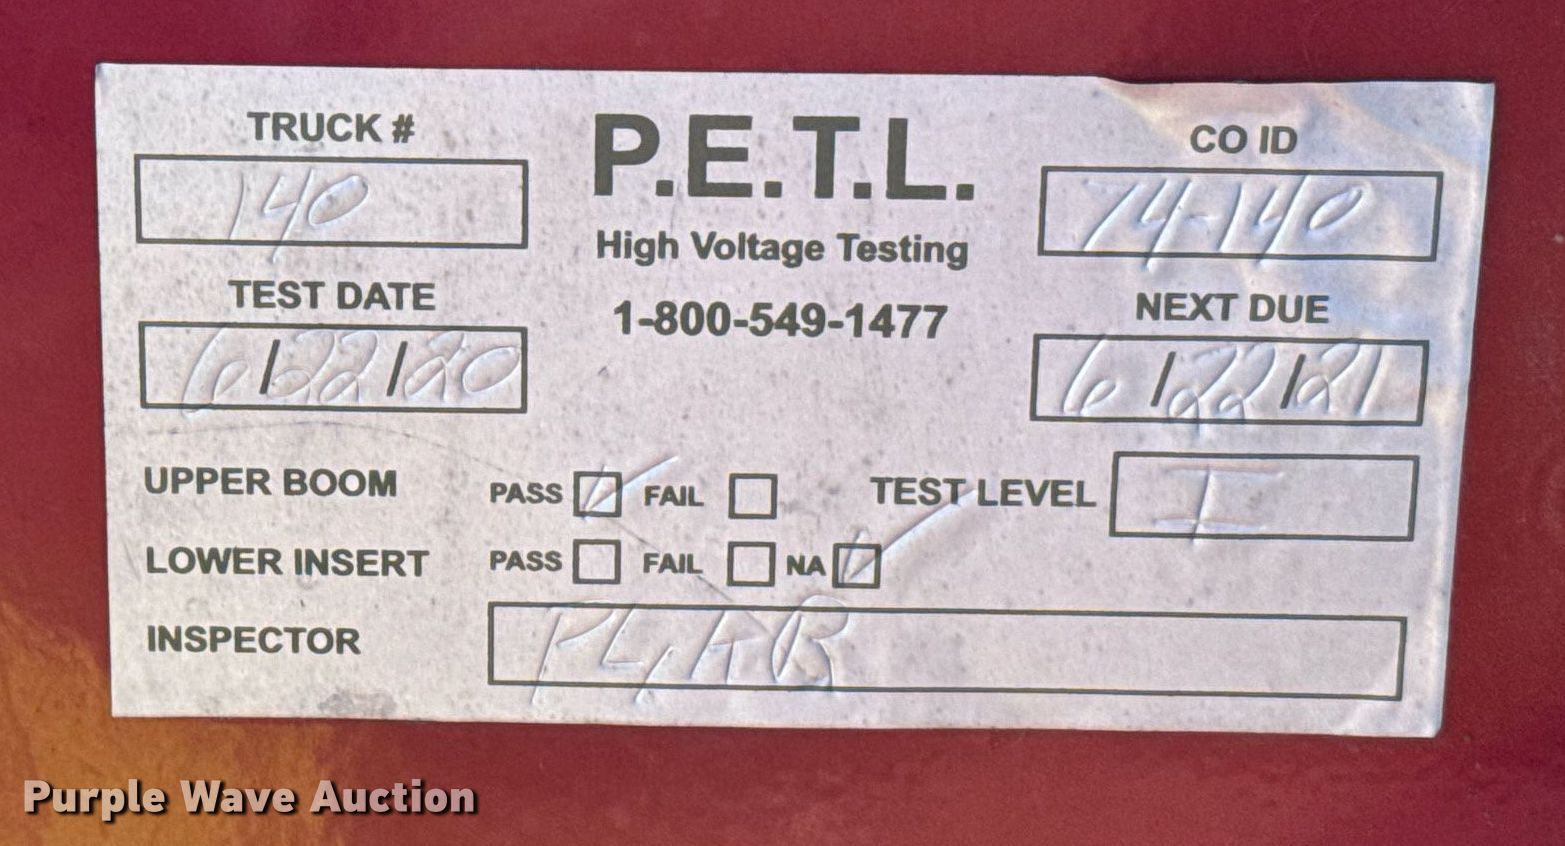 TRUCK #
140
P.E.T.L.
High Voltage Testing
1-800-549-1477
CO ID
74-140
TEST DATE
6/22/20
NEXT DUE
6/22/21
UPPER BOOM PASS FAIL TEST LEVEL I
LOWER INSERT PASS FAIL NA
INSPECTOR
Purple Wave Auction